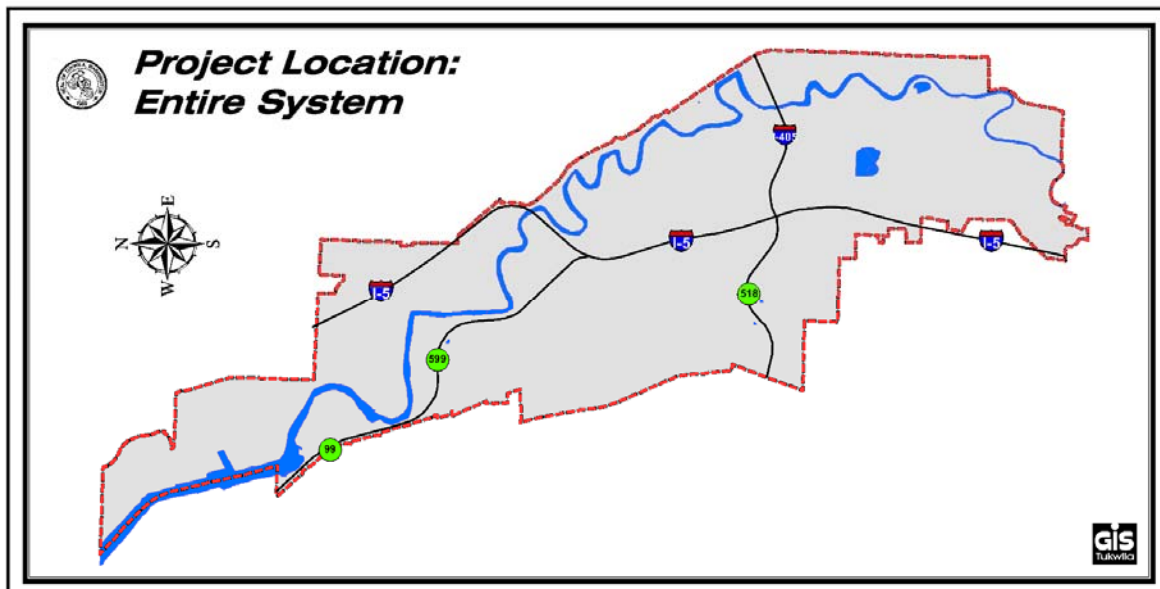 Project Location:
Entire System
E
N
S
W
I-405
I-5
I-5
I-5
518
599
99
GIS
Tukwila